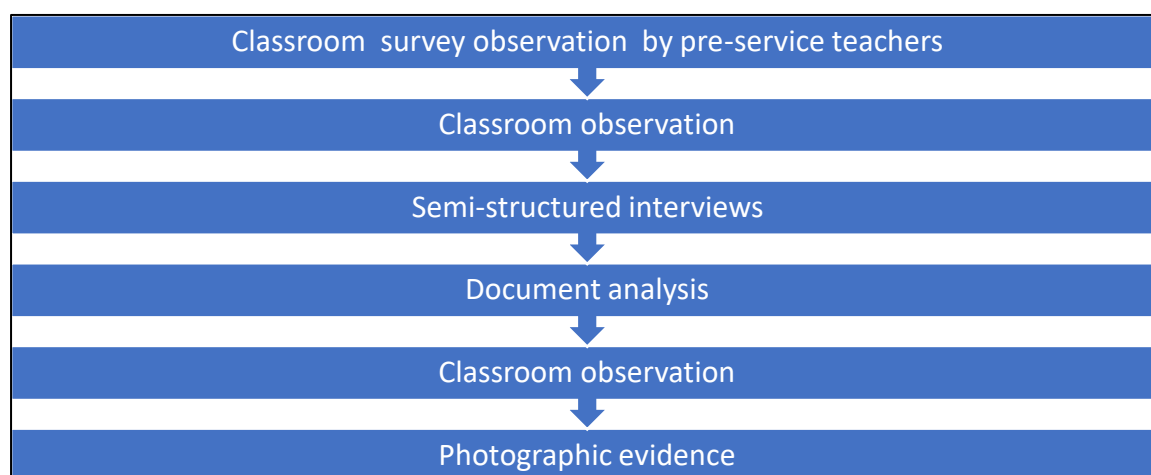 Classroom  survey observation  by pre-service teachers
Classroom observation
Semi-structured interviews
Document analysis
Classroom observation
Photographic evidence